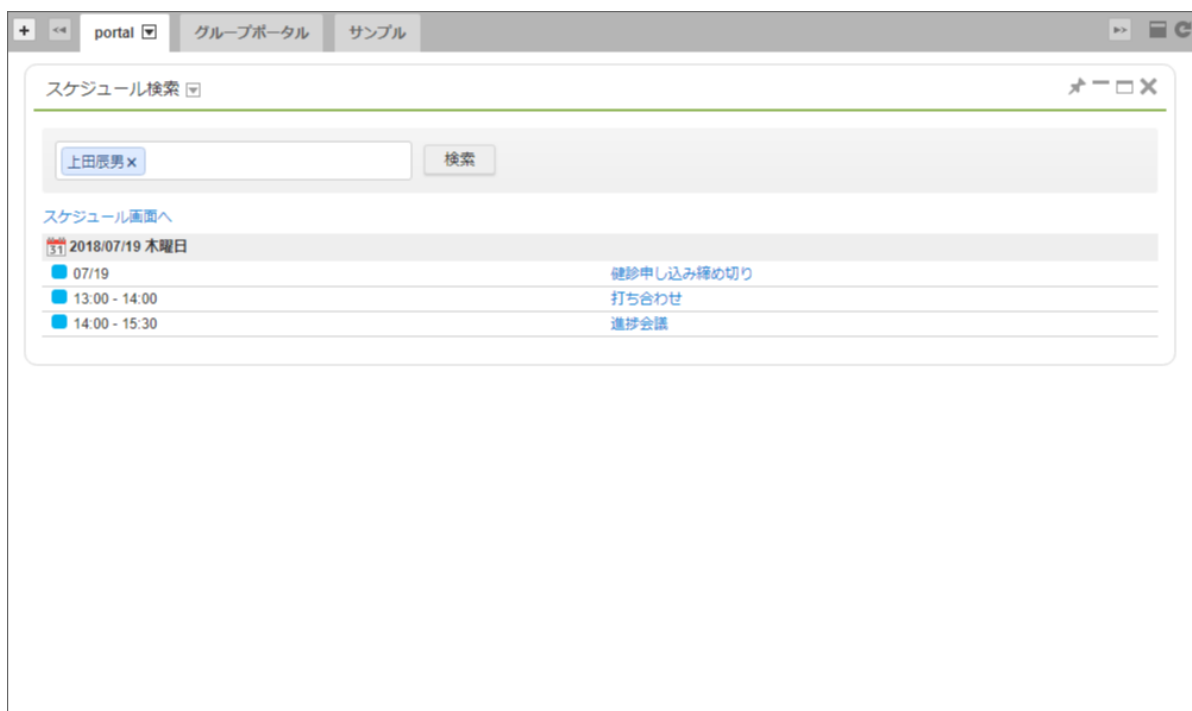 portal グループポータル サンプル
スケジュール検索
上田辰男 検索
スケジュール画面へ
31 2018/07/19 木曜日
07/19 健診申し込み締め切り
13:00 - 14:00 打ち合わせ
14:00 - 15:30 進捗会議